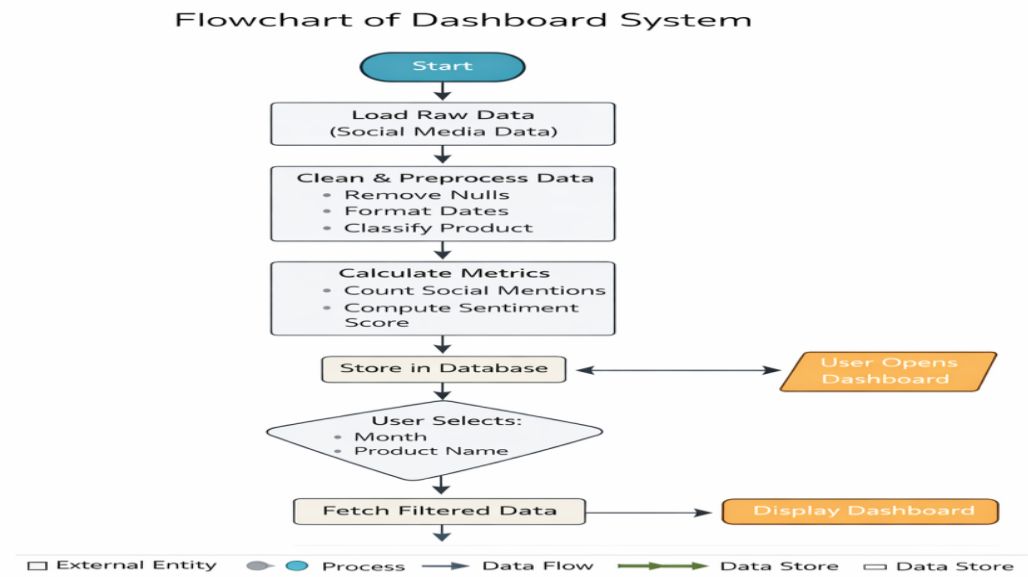 Flowchart of Dashboard System
Start
Load Raw Data
(Social Media Data)
Clean & Preprocess Data
• Remove Nulls
• Format Dates
• Classify Product
Calculate Metrics
• Count Social Mentions
• Compute Sentiment
Score
Store in Database
User Opens
Dashboard
User Selects:
• Month
• Product Name
Fetch Filtered Data
Display Dashboard
External Entity
Process
Data Flow
Data Store
Data Store